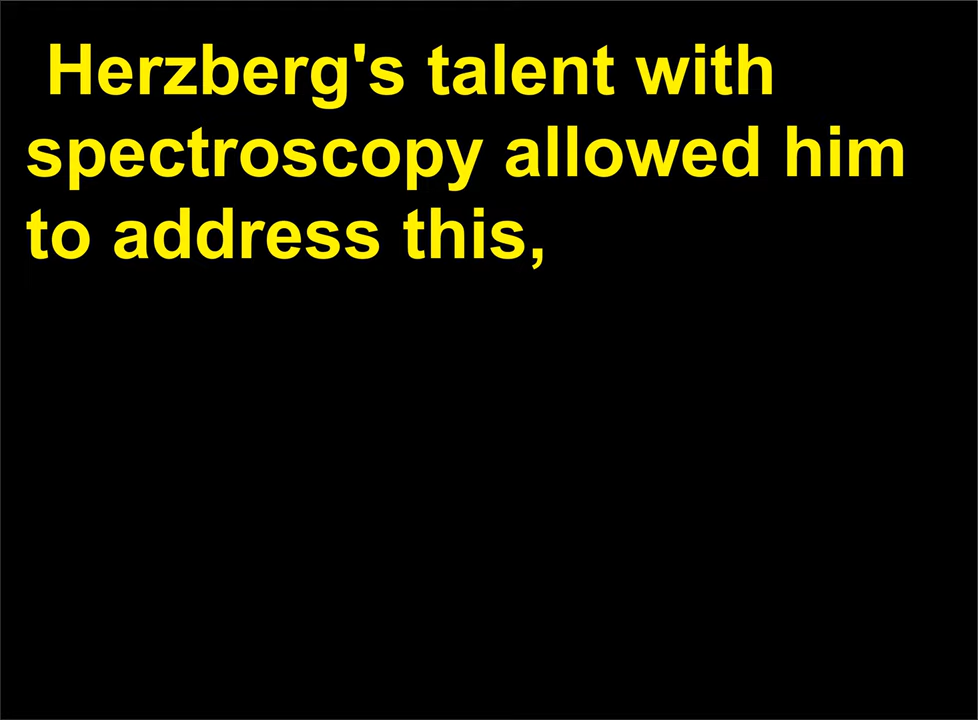 Herzberg's talent with
spectroscopy allowed him
to address this,